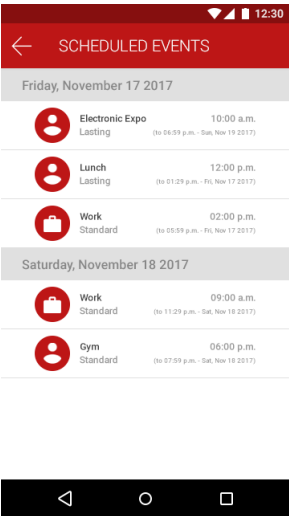 12:30
SCHEDULED EVENTS
Friday, November 17 2017
Electronic Expo 10:00 a.m.
Lasting (to 06:59 p.m. - Sun, Nov 19 2017)
Lunch 12:00 p.m.
Lasting (to 01:29 p.m. - Fri, Nov 17 2017)
Work 02:00 p.m.
Standard (to 05:59 p.m. - Fri, Nov 17 2017)
Saturday, November 18 2017
Work 09:00 a.m.
Standard (to 11:29 p.m. - Sat, Nov 18 2017)
Gym 06:00 p.m.
Standard (to 07:59 p.m. - Sat, Nov 18 2017)